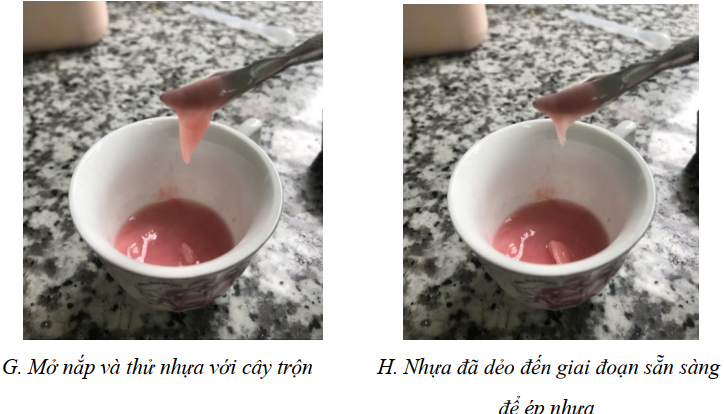 G. Mở nắp và thử nhựa với cây trộn
H. Nhựa đã dẻo đến giai đoạn sẵn sàng
để ép nhựa